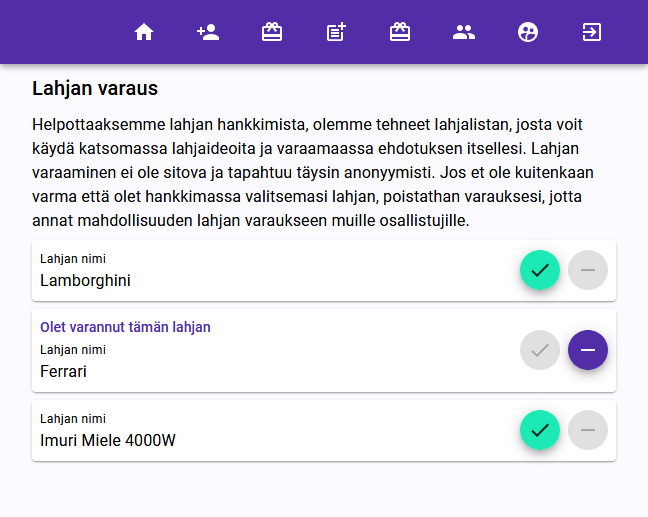 Lahjan varaus
Helpottaaksemme lahjan hankkimista, olemme tehneet lahjalistan, josta voit
käydä katsomassa lahjaideoita ja varaamaassa ehdotuksen itsellesi. Lahjan
varaaminen ei ole sitova ja tapahtuu täysin anonyymisti. Jos et ole kuitenkaan
varma että olet hankkimassa valitsemasi lahjan, poistathan varauksesi, jotta
annat mahdollisuuden lahjan varaukseen muille osallistujille.
Lahjan nimi
Lamborghini
Olet varannut tämän lahjan
Lahjan nimi
Ferrari
Lahjan nimi
Imuri Miele 4000W